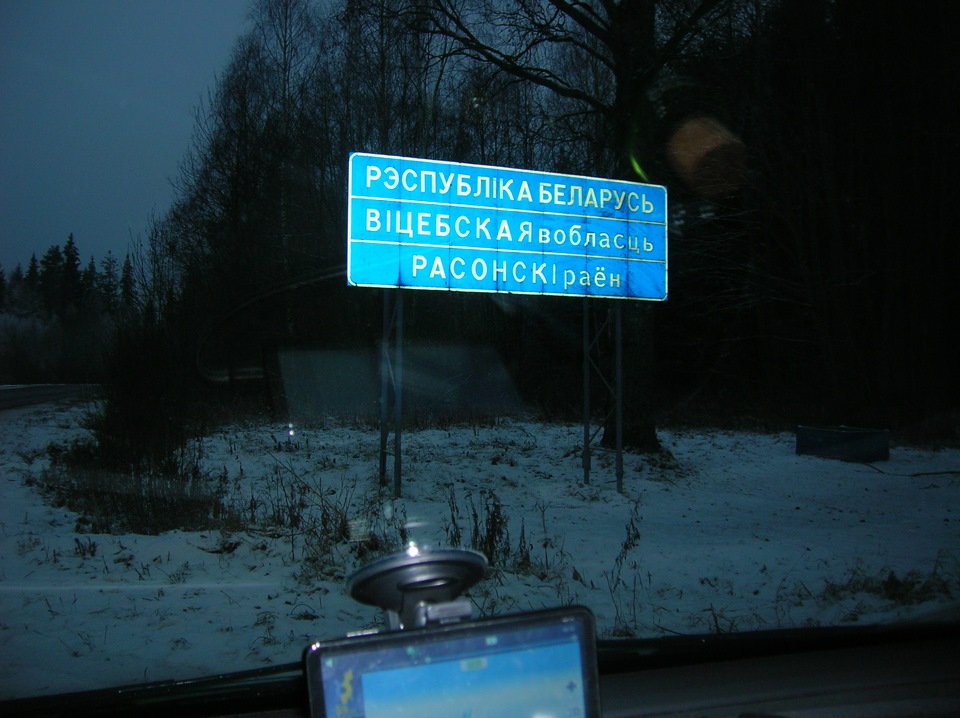 РЭСПУБЛІКА БЕЛАРУСЬ
ВІЦЕБСКАЯ вобласць
РАСОНСКІ раён